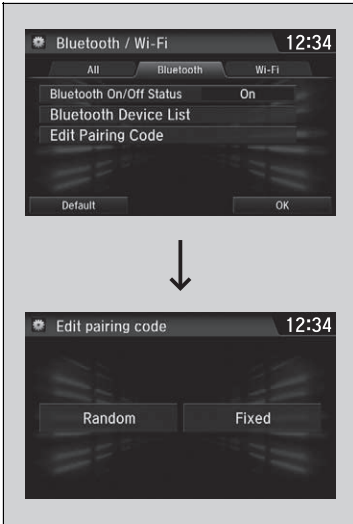 Bluetooth / Wi-Fi 12:34
All Bluetooth Wi-Fi
Bluetooth On/Off Status On
Bluetooth Device List
Edit Pairing Code
Default OK
Edit pairing code 12:34
Random Fixed